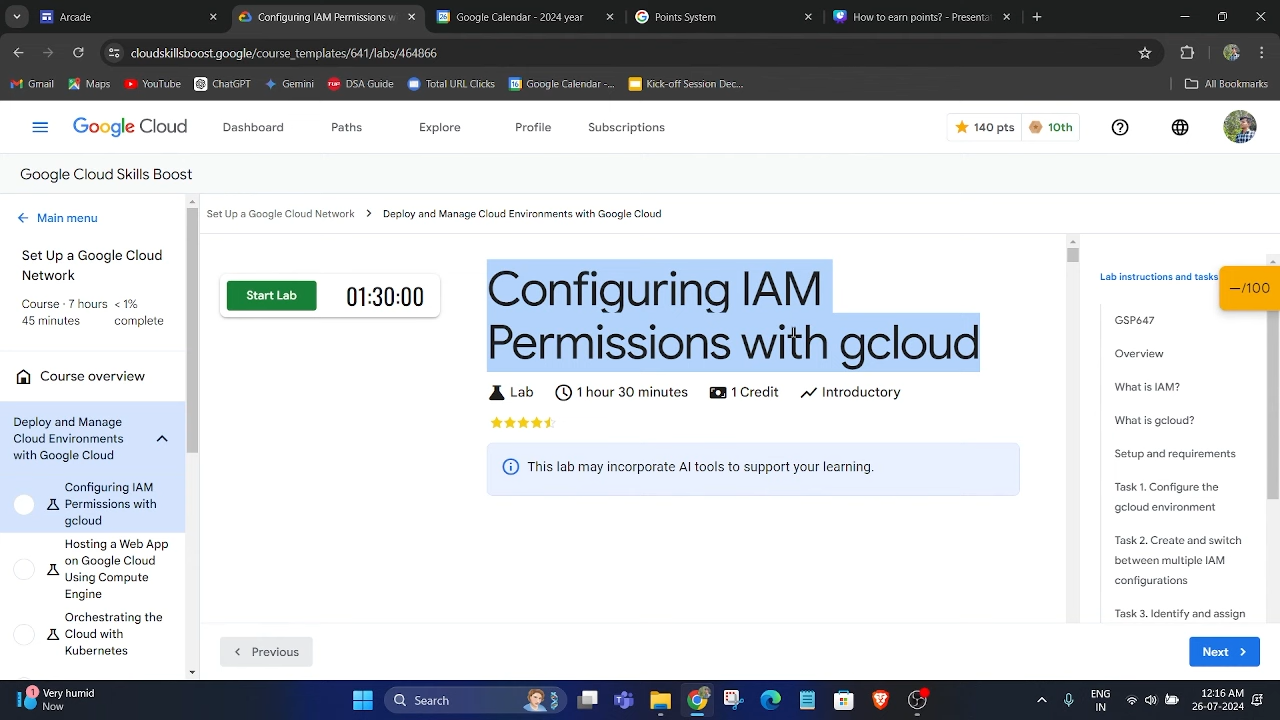 Arcade
Configuring IAM Permissions w
Google Calendar - 2024 year
Points System
How to earn points? - Presenta
cloudskillsboost.google/course_templates/641/labs/464866
Gmail
Maps
YouTube
ChatGPT
Gemini
DSA Guide
Total URL Clicks
Google Calendar -...
Kick-off Session Dec...
All Bookmarks
Google Cloud
Dashboard
Paths
Explore
Profile
Subscriptions
140 pts
10th
Google Cloud Skills Boost
Main menu
Set Up a Google Cloud Network
Deploy and Manage Cloud Environments with Google Cloud
Set Up a Google Cloud
Network
Course · 7 hours
45 minutes
< 1%
complete
Course overview
Deploy and Manage
Cloud Environments
with Google Cloud
Configuring IAM
Permissions with
gcloud
Hosting a Web App
on Google Cloud
Using Compute
Engine
Orchestrating the
Cloud with
Kubernetes
Start Lab
01:30:00
Configuring IAM
Permissions with gcloud
Lab
1 hour 30 minutes
1 Credit
Introductory
This lab may incorporate AI tools to support your learning.
Lab instructions and tasks
—/100
GSP647
Overview
What is IAM?
What is gcloud?
Setup and requirements
Task 1. Configure the
gcloud environment
Task 2. Create and switch
between multiple IAM
configurations
Task 3. Identify and assign
Previous
Next
1
Very humid
Now
Search
ENG
IN
12:16 AM
26-07-2024